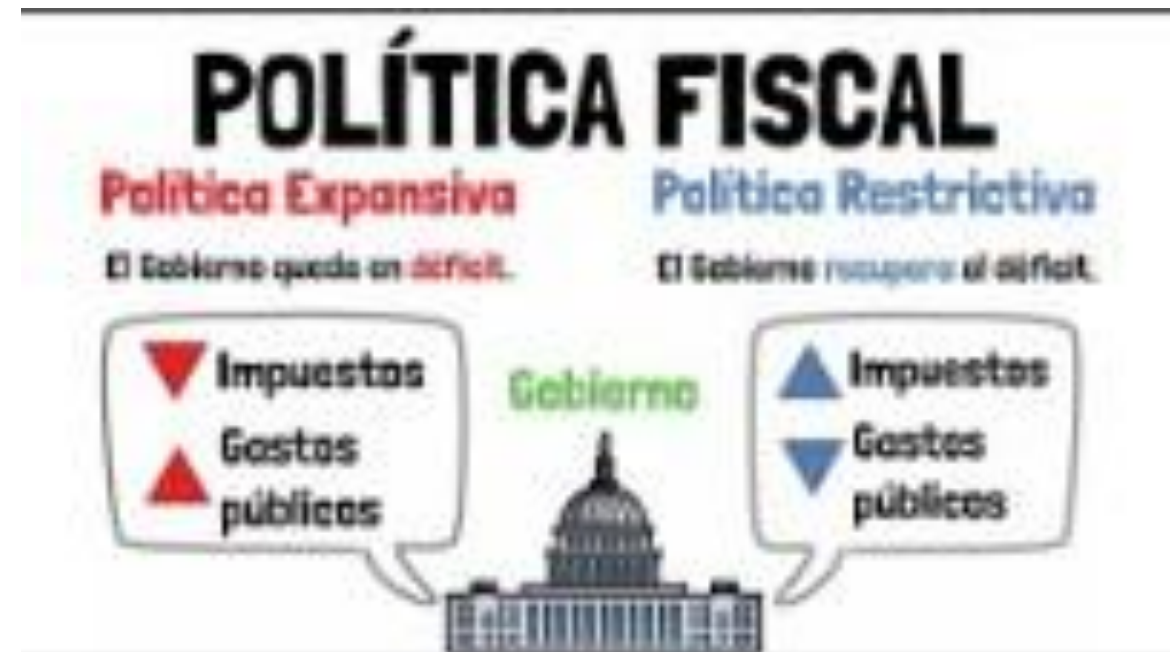 POLÍTICA FISCAL
Política Expansiva
El Gobierno queda en déficit.
Impuestos
Gastos
públicos
Gobierno
Política Restrictiva
El Gobierno recupera el déficit.
Impuestos
Gastos
públicos